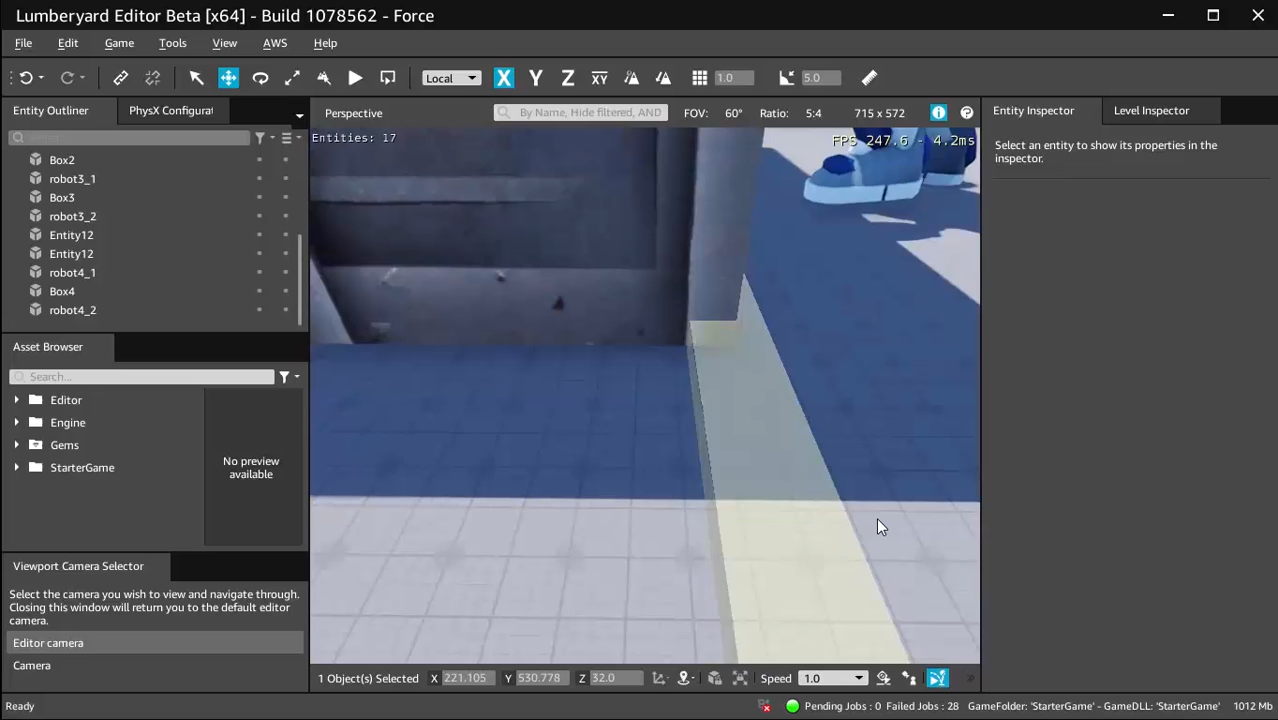 Lumberyard Editor Beta [x64] - Build 1078562 - Force
File Edit Game Tools View AWS Help
Local X Y Z XY 1.0 5.0
Entity Outliner PhysX Configurat
Perspective By Name, Hide filtered, AND FOV: 60° Ratio: 5:4 715 x 572
Entity Inspector Level Inspector
Entities: 17
FPS 247.6 - 4.2ms
Select an entity to show its properties in the
inspector.
Box2
robot3_1
Box3
robot3_2
Entity12
Entity12
robot4_1
Box4
robot4_2
Asset Browser
Search...
Editor
Engine
Gems
StarterGame
No preview
available
Viewport Camera Selector
Select the camera you wish to view and navigate through.
Closing this window will return you to the default editor
camera.
Editor camera
Camera
1 Object(s) Selected X 221.105 Y 530.778 Z 32.0 Speed 1.0
Ready
Pending Jobs : 0 Failed Jobs : 28 GameFolder: 'StarterGame' - GameDLL: 'StarterGame' 1012 Mb